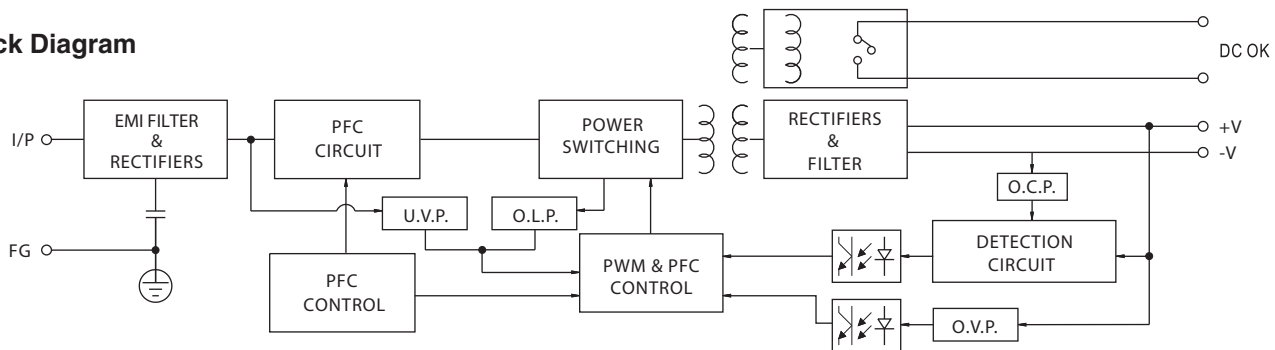 ck Diagram
DC OK
I/P
EMI FILTER
&
RECTIFIERS
PFC
CIRCUIT
POWER
SWITCHING
RECTIFIERS
&
FILTER
+V
-V
O.C.P.
U.V.P.
O.L.P.
FG
PFC
CONTROL
PWM & PFC
CONTROL
DETECTION
CIRCUIT
O.V.P.